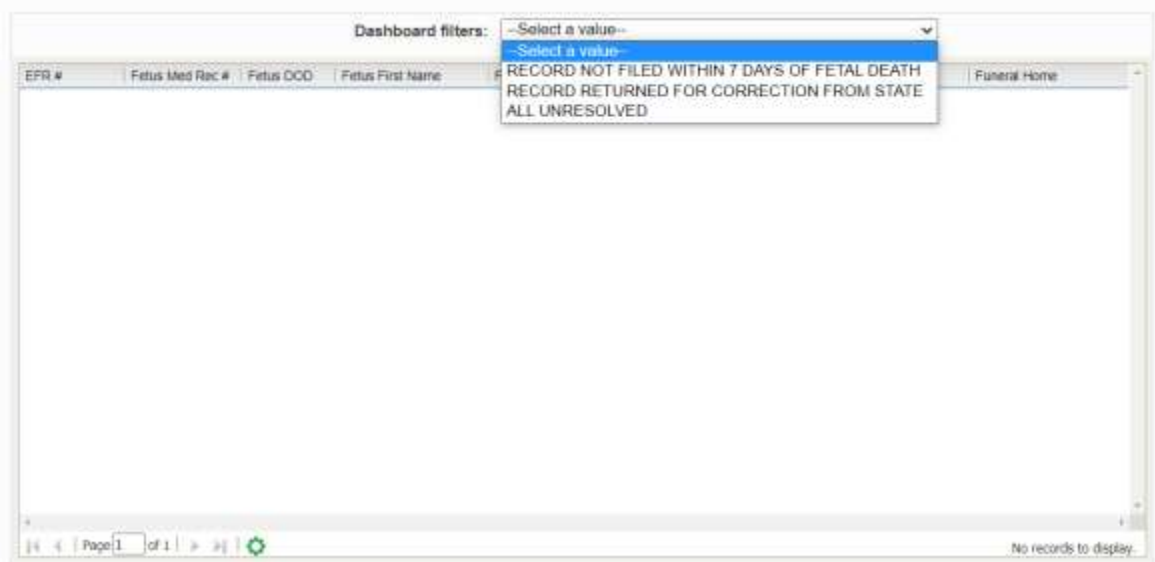 Dashboard filters: --Select a value--
--Select a value--
RECORD NOT FILED WITHIN 7 DAYS OF FETAL DEATH
RECORD RETURNED FOR CORRECTION FROM STATE
ALL UNRESOLVED
EFR # Fetus Med Rec # Fetus DOD Fetus First Name F Funeral Home
Page 1 of 1 No records to display.